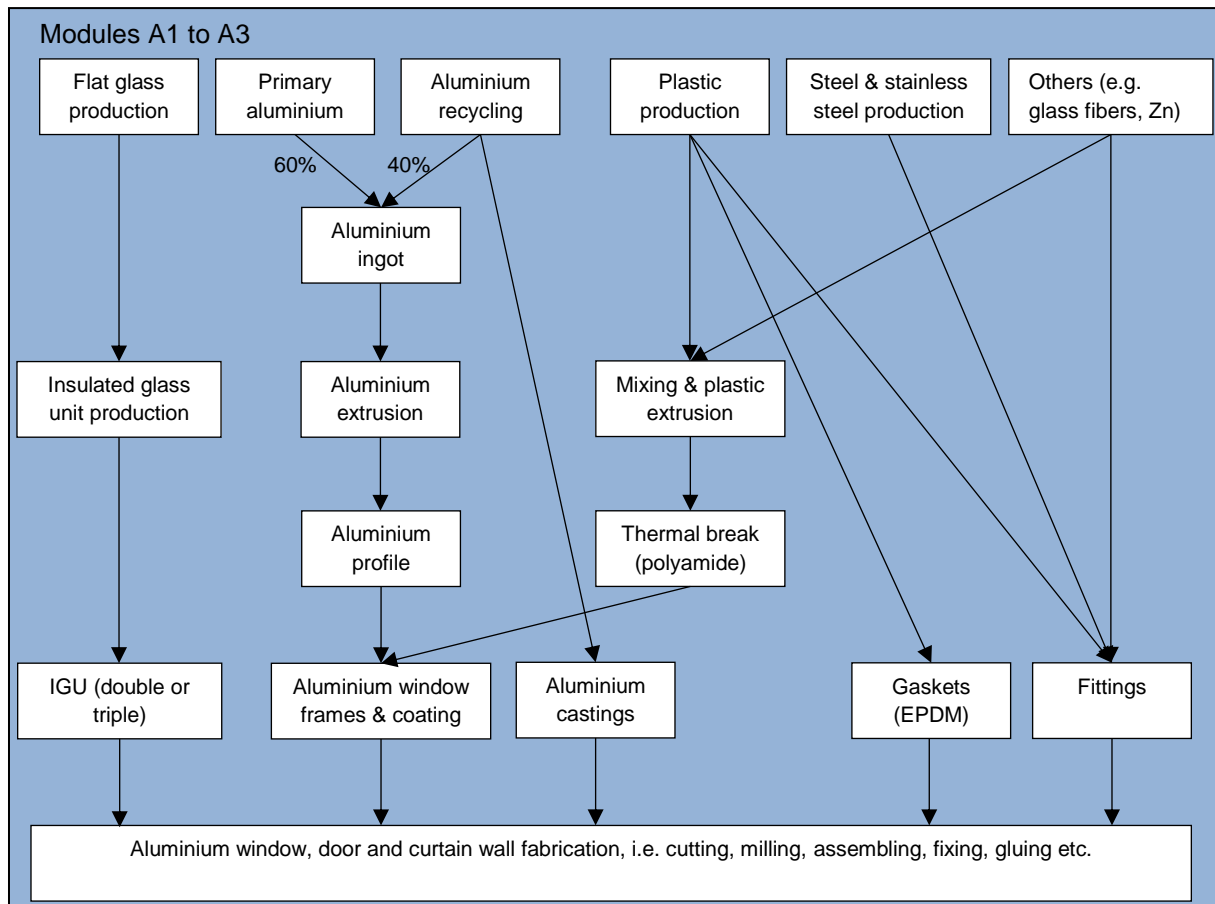 Modules A1 to A3
Flat glass
production
Primary
aluminium
Aluminium
recycling
Plastic
production
Steel & stainless
steel production
Others (e.g.
glass fibers, Zn)
60%
40%
Aluminium
ingot
Insulated glass
unit production
Aluminium
extrusion
Mixing & plastic
extrusion
Aluminium
profile
Thermal break
(polyamide)
IGU (double or
triple)
Aluminium window
frames & coating
Aluminium
castings
Gaskets
(EPDM)
Fittings
Aluminium window, door and curtain wall fabrication, i.e. cutting, milling, assembling, fixing, gluing etc.